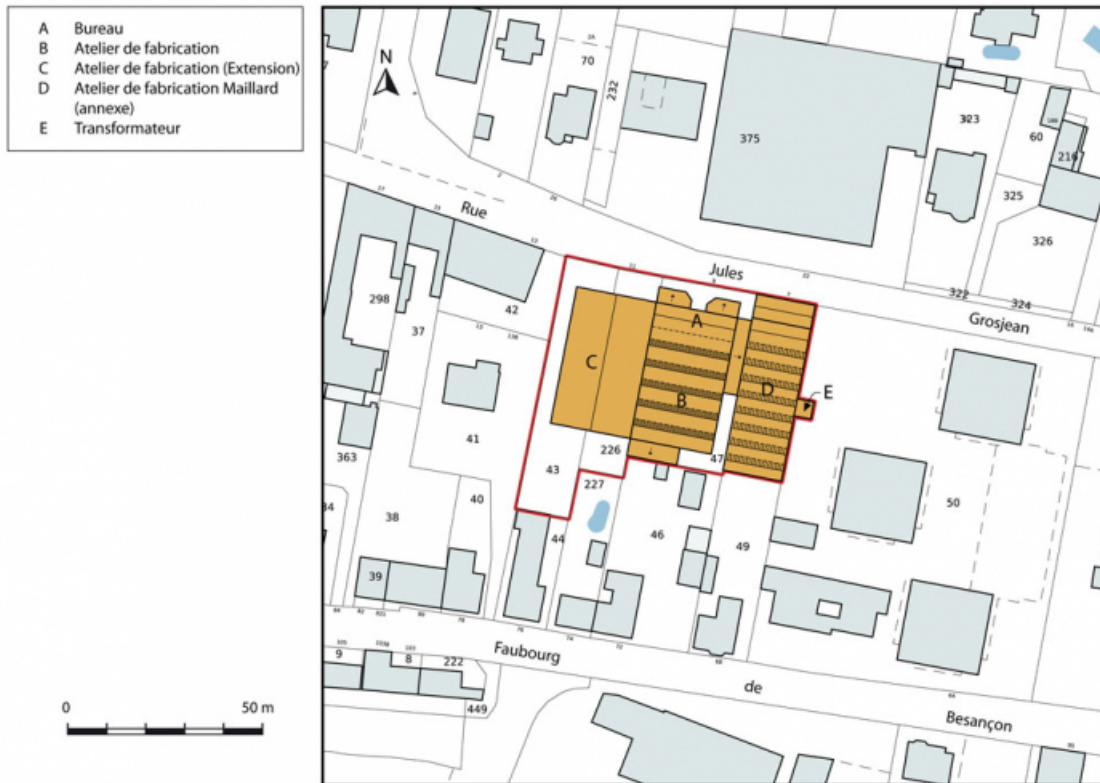 A Bureau
B Atelier de fabrication
C Atelier de fabrication (Extension)
D Atelier de fabrication Maillard
(annexe)
E Transformateur
N
70
232
375
323
60
216
325
326
Rue
Jules
Grosjean
322
324
298
37
42
41
363
38
40
39
43
226
227
44
46
47
49
50
A
B
C
D
E
Faubourg
de
Besançon
9
8
222
449
0
50 m